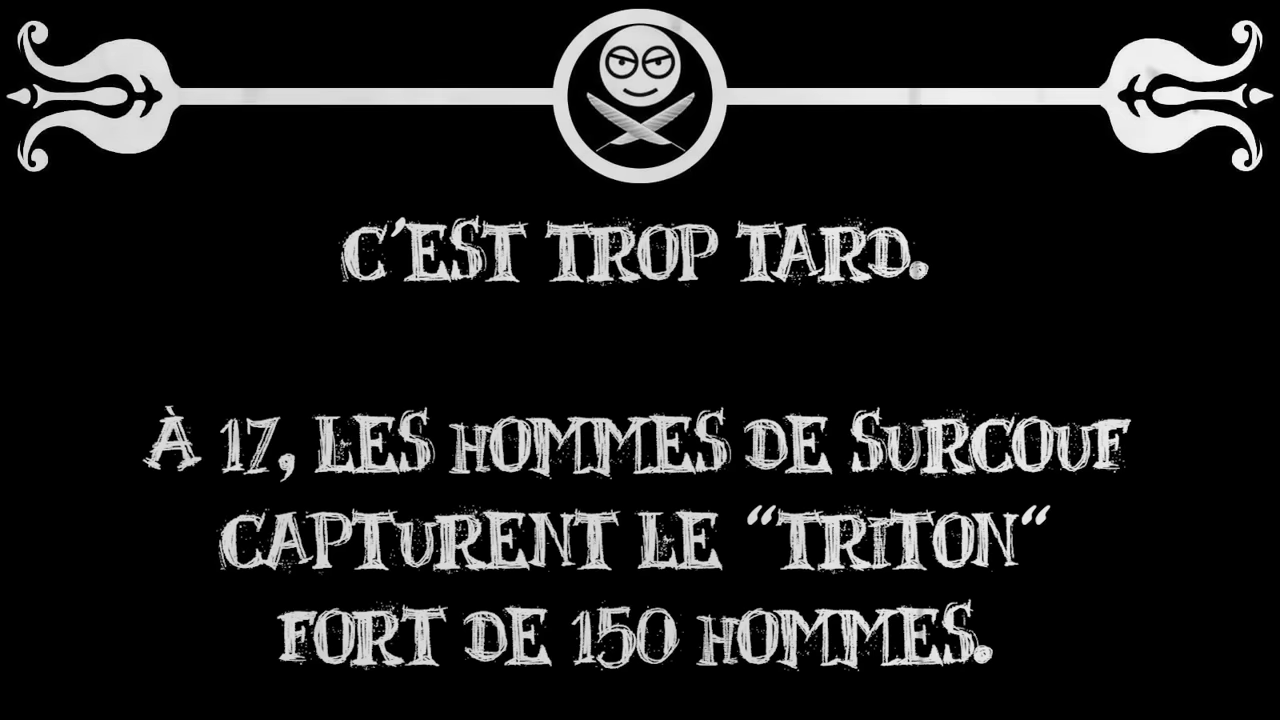 C'EST TROP TARD.
À 17, LES HOMMES DE SURCOUF
CAPTURENT LE “TRITON“
FORT DE 150 HOMMES.